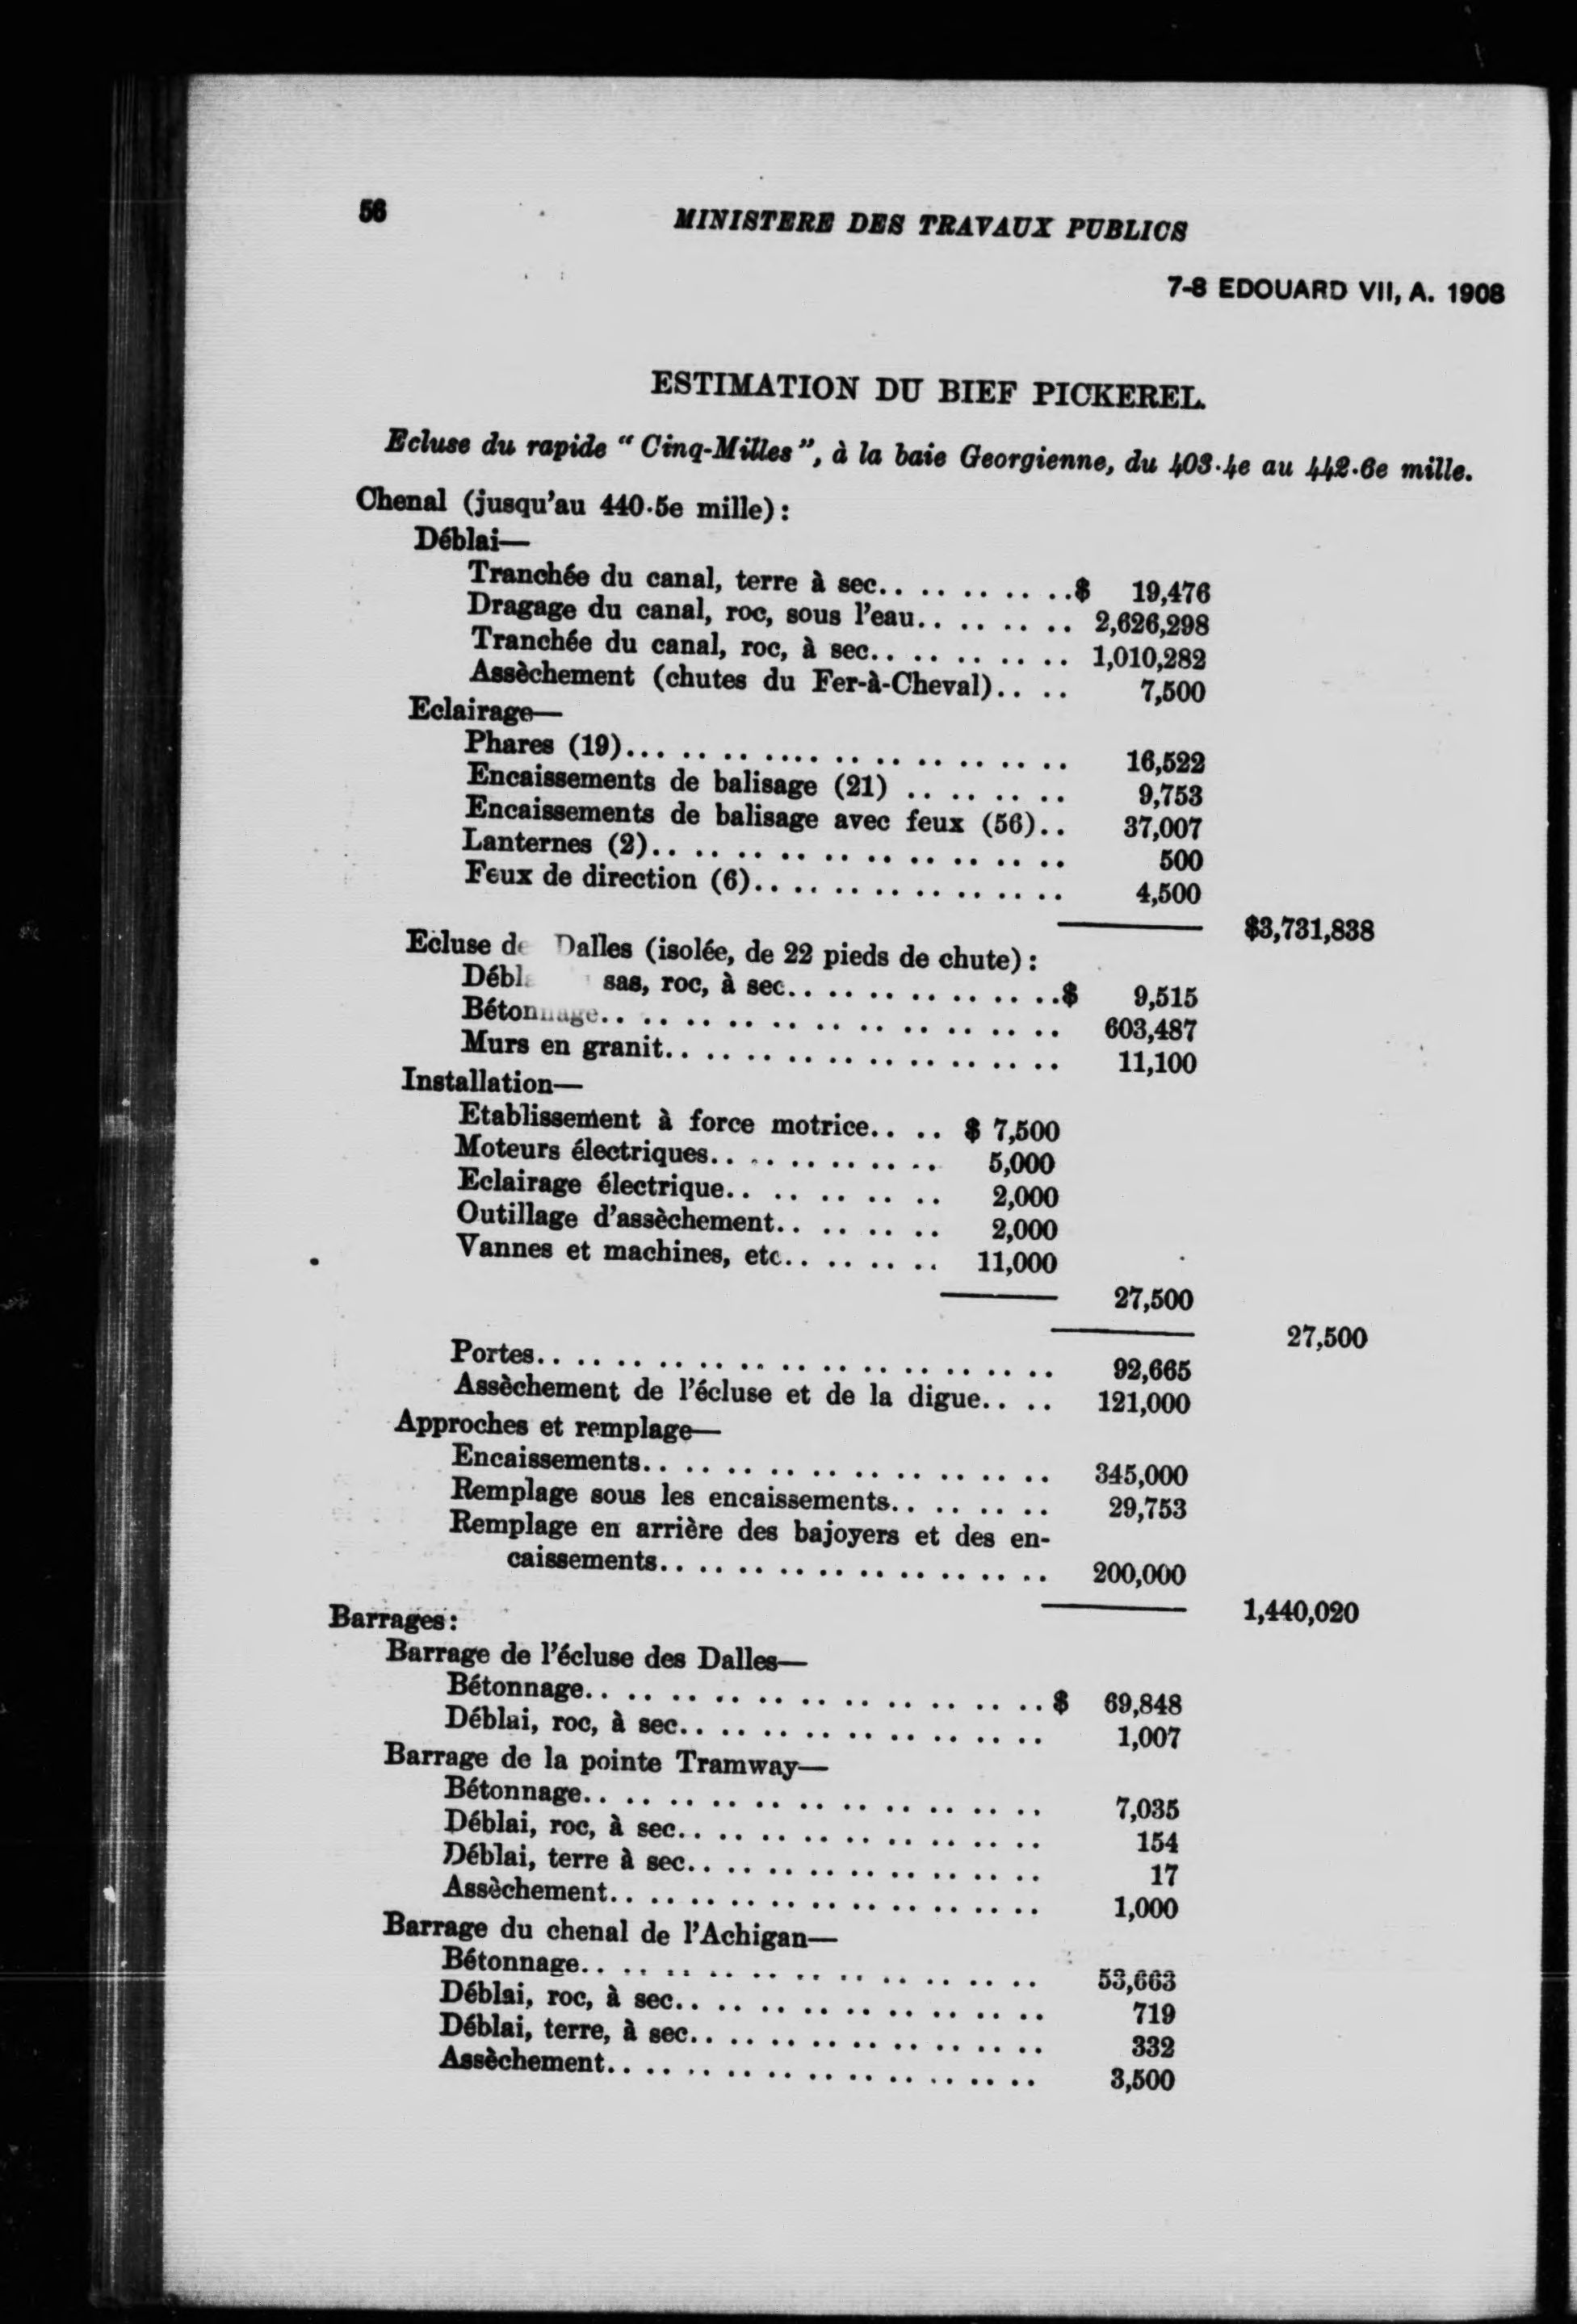 56
MINISTERE DES TRAVAUX PUBLICS
7-8 EDOUARD VII, A. 1908
ESTIMATION DU BIEF PICKEREL.
Ecluse du rapide " Cinq-Milles ", à la baie Georgienne, du 403·4e au 442·6e mille.
Chenal (jusqu'au 440·5e mille):
Déblai—
Tranchée du canal, terre à sec.. .. .. .. .. ..$ 19,476
Dragage du canal, roc, sous l'eau.. .. .. .. 2,626,298
Tranchée du canal, roc, à sec.. .. .. .. .. 1,010,282
Assèchement (chutes du Fer-à-Cheval).. .. 7,500
Eclairage—
Phares (19)... .. .. .... .. .. .. .. .. .. 16,522
Encaissements de balisage (21) .. .. .. .. 9,753
Encaissements de balisage avec feux (56).. 37,007
Lanternes (2).. .. .. .. .. .. .. .. .. .. 500
Feux de direction (6).. .. .. .. .. .. .. .. 4,500
$3,731,838
Ecluse de Dalles (isolée, de 22 pieds de chute):
sas, roc, à sec.. .. .. .. .. .. ..$ 9,515
Bétonnage.. .. .. .. .. .. .. .. .. .. .. 603,487
Murs en granit.. .. .. .. .. .. .. .. .. .. 11,100
Installation—
Etablissement à force motrice.. .. $ 7,500
Moteurs électriques.. .. .. .. .. .. 5,000
Eclairage électrique.. .. .. .. .. .. 2,000
Outillage d'assèchement.. .. .. .. 2,000
Vannes et machines, etc.. .. .. .. 11,000
27,500
27,500
Portes.. .. .. .. .. .. .. .. .. .. .. .. .. 92,665
Assèchement de l'écluse et de la digue.. .. 121,000
Approches et remplage—
Encaissements.. .. .. .. .. .. .. .. .. .. 345,000
Remplage sous les encaissements.. .. .. .. 29,753
Remplage en arrière des bajoyers et des en-
caissements.. .. .. .. .. .. .. .. .. .. 200,000
1,440,020
Barrages:
Barrage de l'écluse des Dalles—
Bétonnage.. .. .. .. .. .. .. .. .. .. ..$ 69,848
Déblai, roc, à sec.. .. .. .. .. .. .. .. .. 1,007
Barrage de la pointe Tramway—
Bétonnage.. .. .. .. .. .. .. .. .. .. .. 7,035
Déblai, roc, à sec.. .. .. .. .. .. .. .. .. 154
Déblai, terre à sec.. .. .. .. .. .. .. .. .. 17
Assèchement.. .. .. .. .. .. .. .. .. .. .. 1,000
Barrage du chenal de l'Achigan—
Bétonnage.. .. .. .. .. .. .. .. .. .. .. 53,663
Déblai, roc, à sec.. .. .. .. .. .. .. .. .. 719
Déblai, terre, à sec.. .. .. .. .. .. .. .. .. 332
Assèchement.. .. .. .. .. .. .. .. .. .. .. 3,500